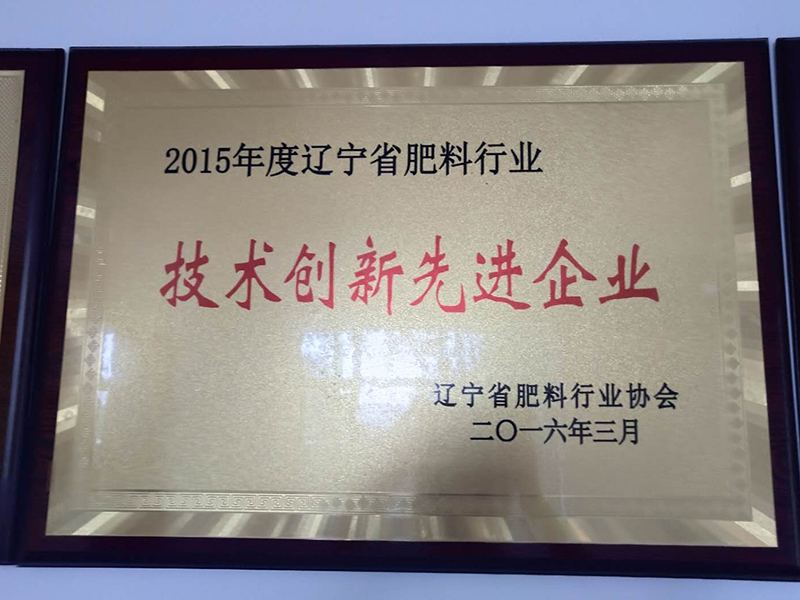 2015年度辽宁省肥料行业
技术创新先进企业
辽宁省肥料行业协会
二〇一六年三月